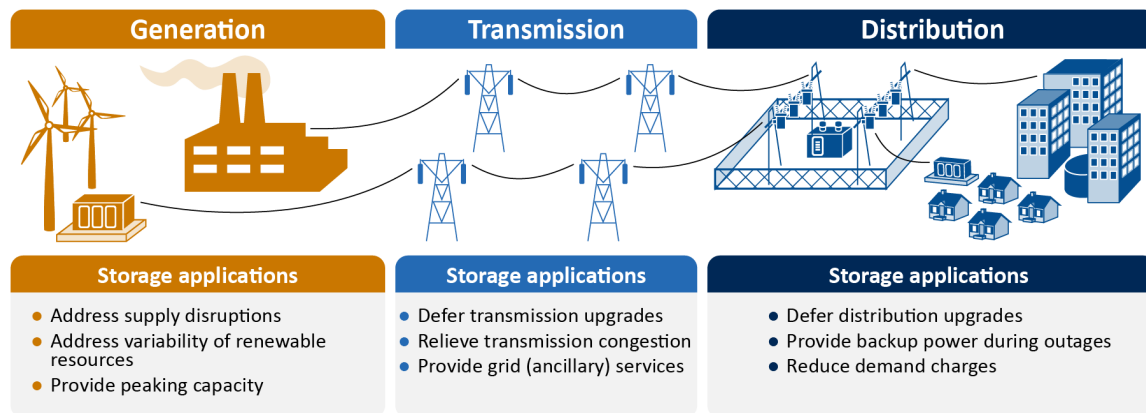 Generation
Transmission
Distribution
Storage applications
Address supply disruptions
Address variability of renewable
resources
Provide peaking capacity
Storage applications
Defer transmission upgrades
Relieve transmission congestion
Provide grid (ancillary) services
Storage applications
Defer distribution upgrades
Provide backup power during outages
Reduce demand charges